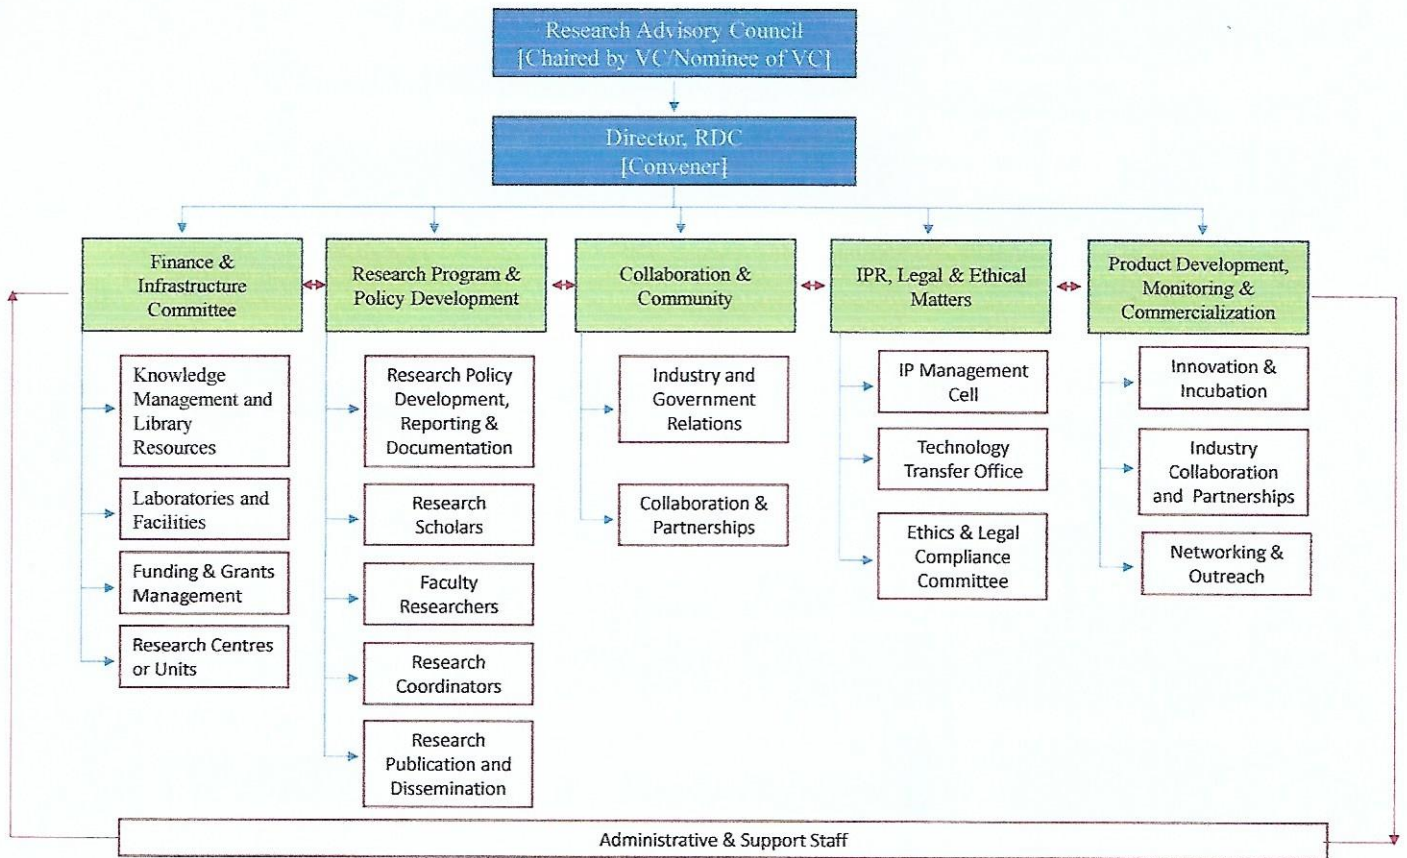 Research Advisory Council
[Chaired by VC/Nominee of VC]
Director, RDC
[Convener]
Finance &
Infrastructure
Committee
Research Program &
Policy Development
Collaboration &
Community
IPR, Legal & Ethical
Matters
Product Development,
Monitoring &
Commercialization
Knowledge
Management and
Library
Resources
Laboratories and
Facilities
Funding & Grants
Management
Research Centres
or Units
Research Policy
Development,
Reporting &
Documentation
Research
Scholars
Faculty
Researchers
Research
Coordinators
Research
Publication and
Dissemination
Industry and
Government
Relations
Collaboration &
Partnerships
IP Management
Cell
Technology
Transfer Office
Ethics & Legal
Compliance
Committee
Innovation &
Incubation
Industry
Collaboration
and Partnerships
Networking &
Outreach
Administrative & Support Staff